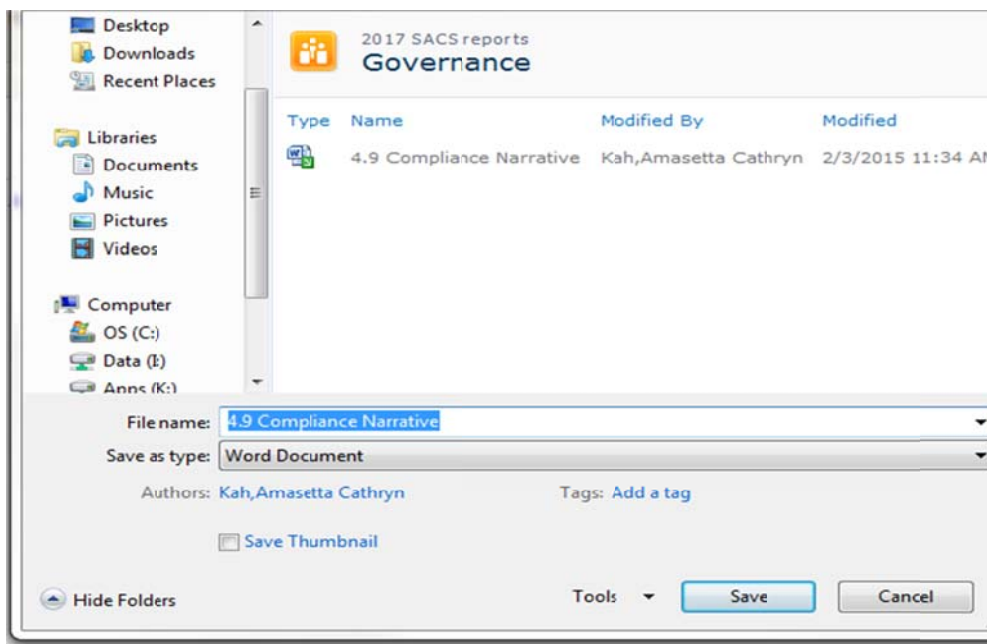 Desktop
Downloads
Recent Places
Libraries
Documents
Music
Pictures
Videos
Computer
OS (C:)
Data (I:)
Apps (K:)
2017 SACS reports
Governance
Type Name Modified By Modified
4.9 Compliance Narrative Kah,Amasetta Cathryn 2/3/2015 11:34 AM
File name: 4.9 Compliance Narrative
Save as type: Word Document
Authors: Kah,Amasetta Cathryn Tags: Add a tag
Save Thumbnail
Hide Folders Tools Save Cancel